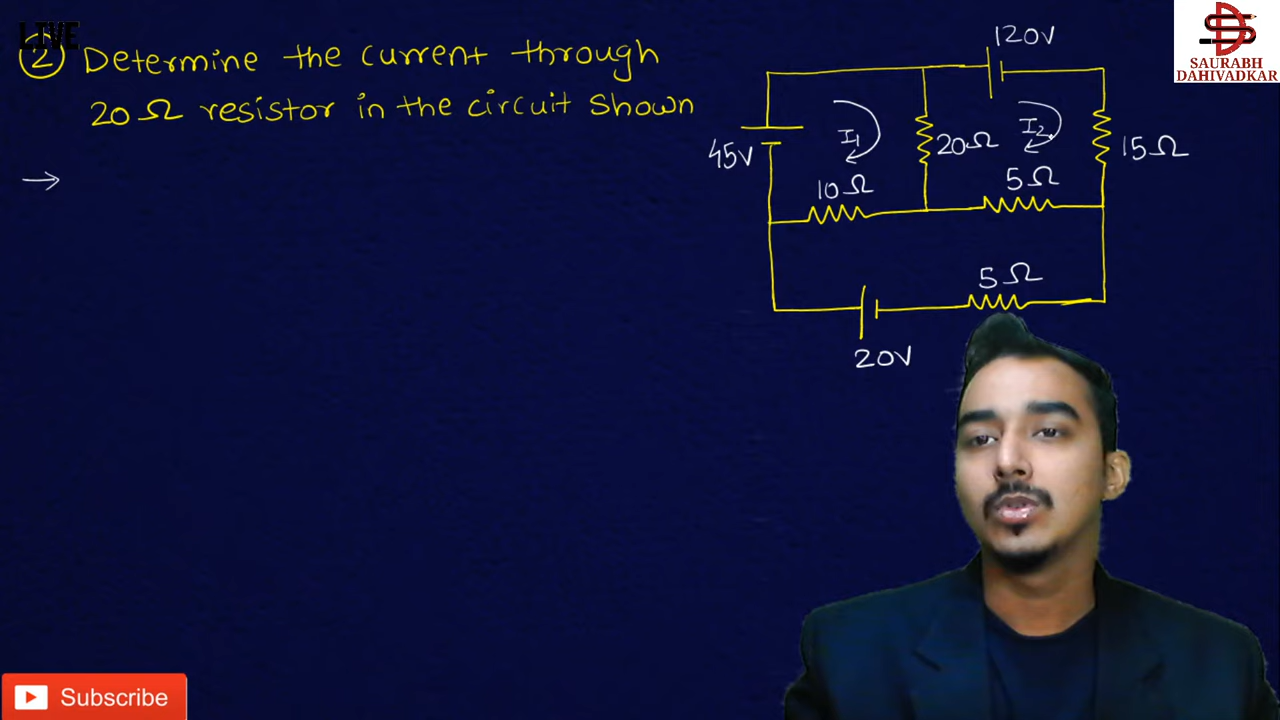 LIVE
② Determine the current through
20Ω resistor in the circuit shown
→
120V
SAURABH
DAHIVADKAR
45V
I₁
20Ω
I₂
15Ω
10Ω
5Ω
5Ω
20V
Subscribe